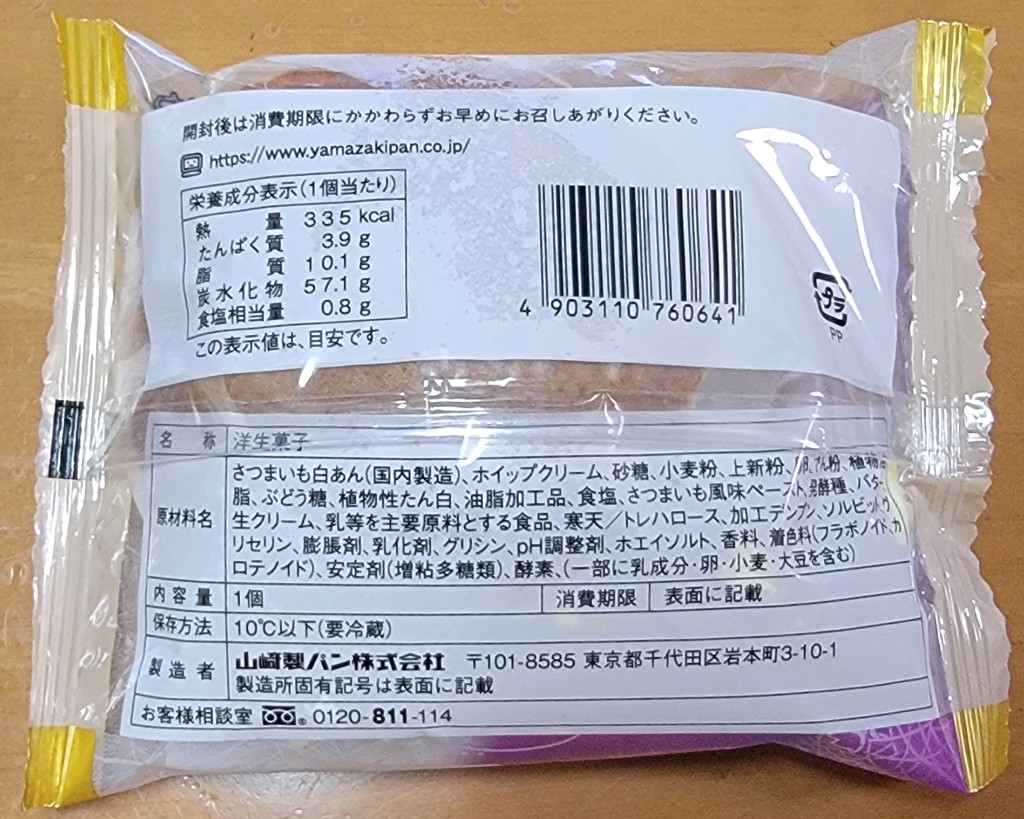 開封後は消費期限にかかわらずお早めにお召しあがりください。
https://www.yamazakipan.co.jp/
栄養成分表示(1個当たり)
熱量 335 kcal
たんぱく質 3.9 g
脂質 10.1 g
炭水化物 57.1 g
食塩相当量 0.8 g
この表示値は、目安です。
4 903110 760641
プラ
PP
名称 洋生菓子
原材料名
さつまいも白あん(国内製造)、ホイップクリーム、砂糖、小麦粉、上新粉、卵、でん粉、植物油
脂、ぶどう糖、植物性たん白、油脂加工品、食塩、さつまいも風味ペースト、発酵種、バター、
生クリーム、乳等を主要原料とする食品、寒天/トレハロース、加工デンプン、ソルビット、グ
リセリン、膨脹剤、乳化剤、グリシン、pH調整剤、ホエイソルト、香料、着色料(フラボノイド、カ
ロテノイド)、安定剤(増粘多糖類)、酵素、(一部に乳成分・卵・小麦・大豆を含む)
内容量 1個 消費期限 表面に記載
保存方法 10℃以下(要冷蔵)
製造者 山崎製パン株式会社 〒101-8585 東京都千代田区岩本町3-10-1
製造所固有記号は表面に記載
お客様相談室 0120-811-114